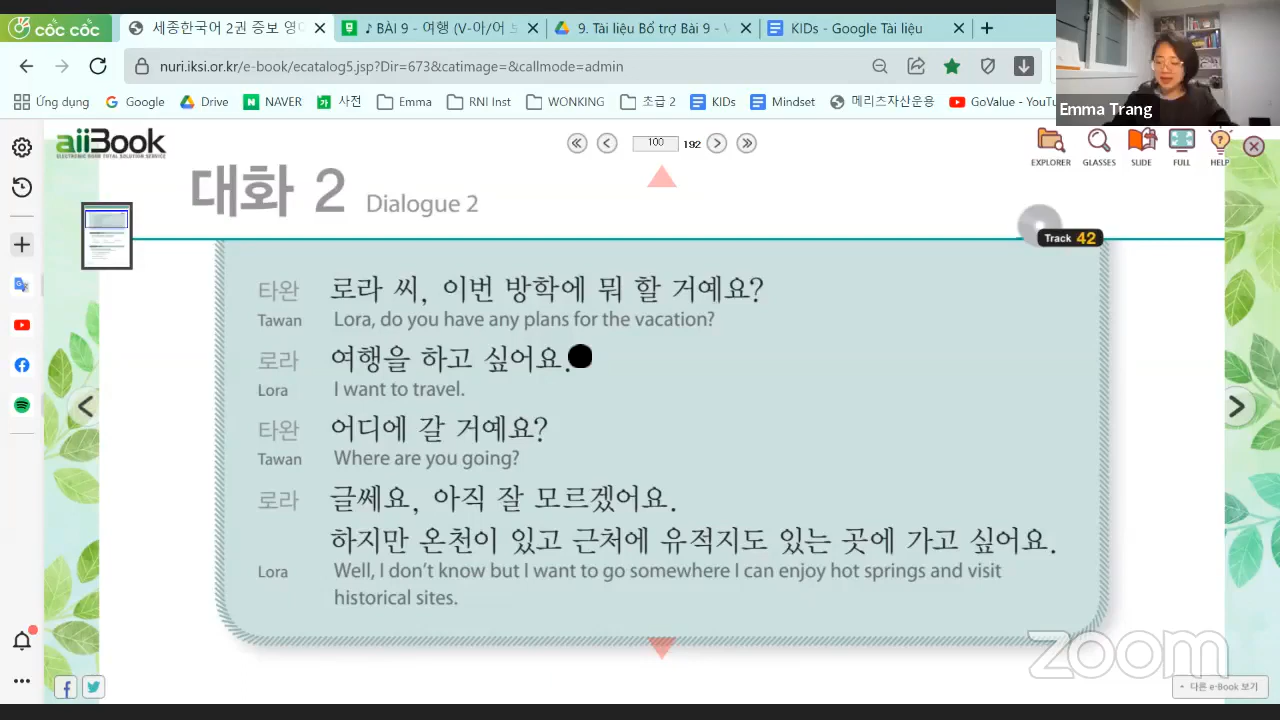 cốc cốc
세종한국어 2권 증보 영
♪ BÀI 9 - 여행 (V-아/어 보
9. Tài liệu Bổ trợ Bài 9 -
KIDs - Google Tài liệu
nuri.iksi.or.kr/e-book/ecatalog5.jsp?Dir=673&catimage=&callmode=admin
Ứng dụng
Google
Drive
NAVER
사전
Emma
RNI Inst
WONKING
초급 2
KIDs
Mindset
메리츠자산운용
GoValue - YouTu
Emma Trang
aiiBook
ELECTRONIC BOOK TOTAL SOLUTION SERVICE
100
192
EXPLORER
GLASSES
SLIDE
FULL
HELP
대화 2 Dialogue 2
Track 42
타완 로라 씨, 이번 방학에 뭐 할 거예요?
Tawan Lora, do you have any plans for the vacation?
로라 여행을 하고 싶어요.
Lora I want to travel.
타완 어디에 갈 거예요?
Tawan Where are you going?
로라 글쎄요, 아직 잘 모르겠어요.
하지만 온천이 있고 근처에 유적지도 있는 곳에 가고 싶어요.
Lora Well, I don't know but I want to go somewhere I can enjoy hot springs and visit
historical sites.
zoom
다른 e-Book 보기